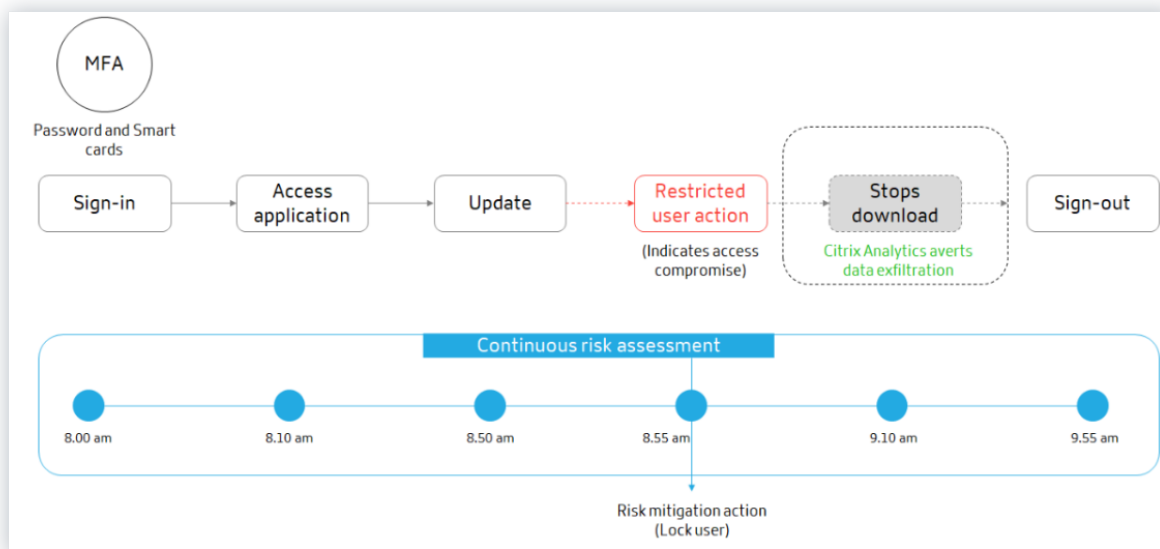 MFA
Password and Smart
cards
Sign-in
Access
application
Update
Restricted
user action
(Indicates access
compromise)
Stops
download
Citrix Analytics averts
data exfiltration
Sign-out
Continuous risk assessment
8.00 am
8.10 am
8.50 am
8.55 am
9.10 am
9.55 am
Risk mitigation action
(Lock user)